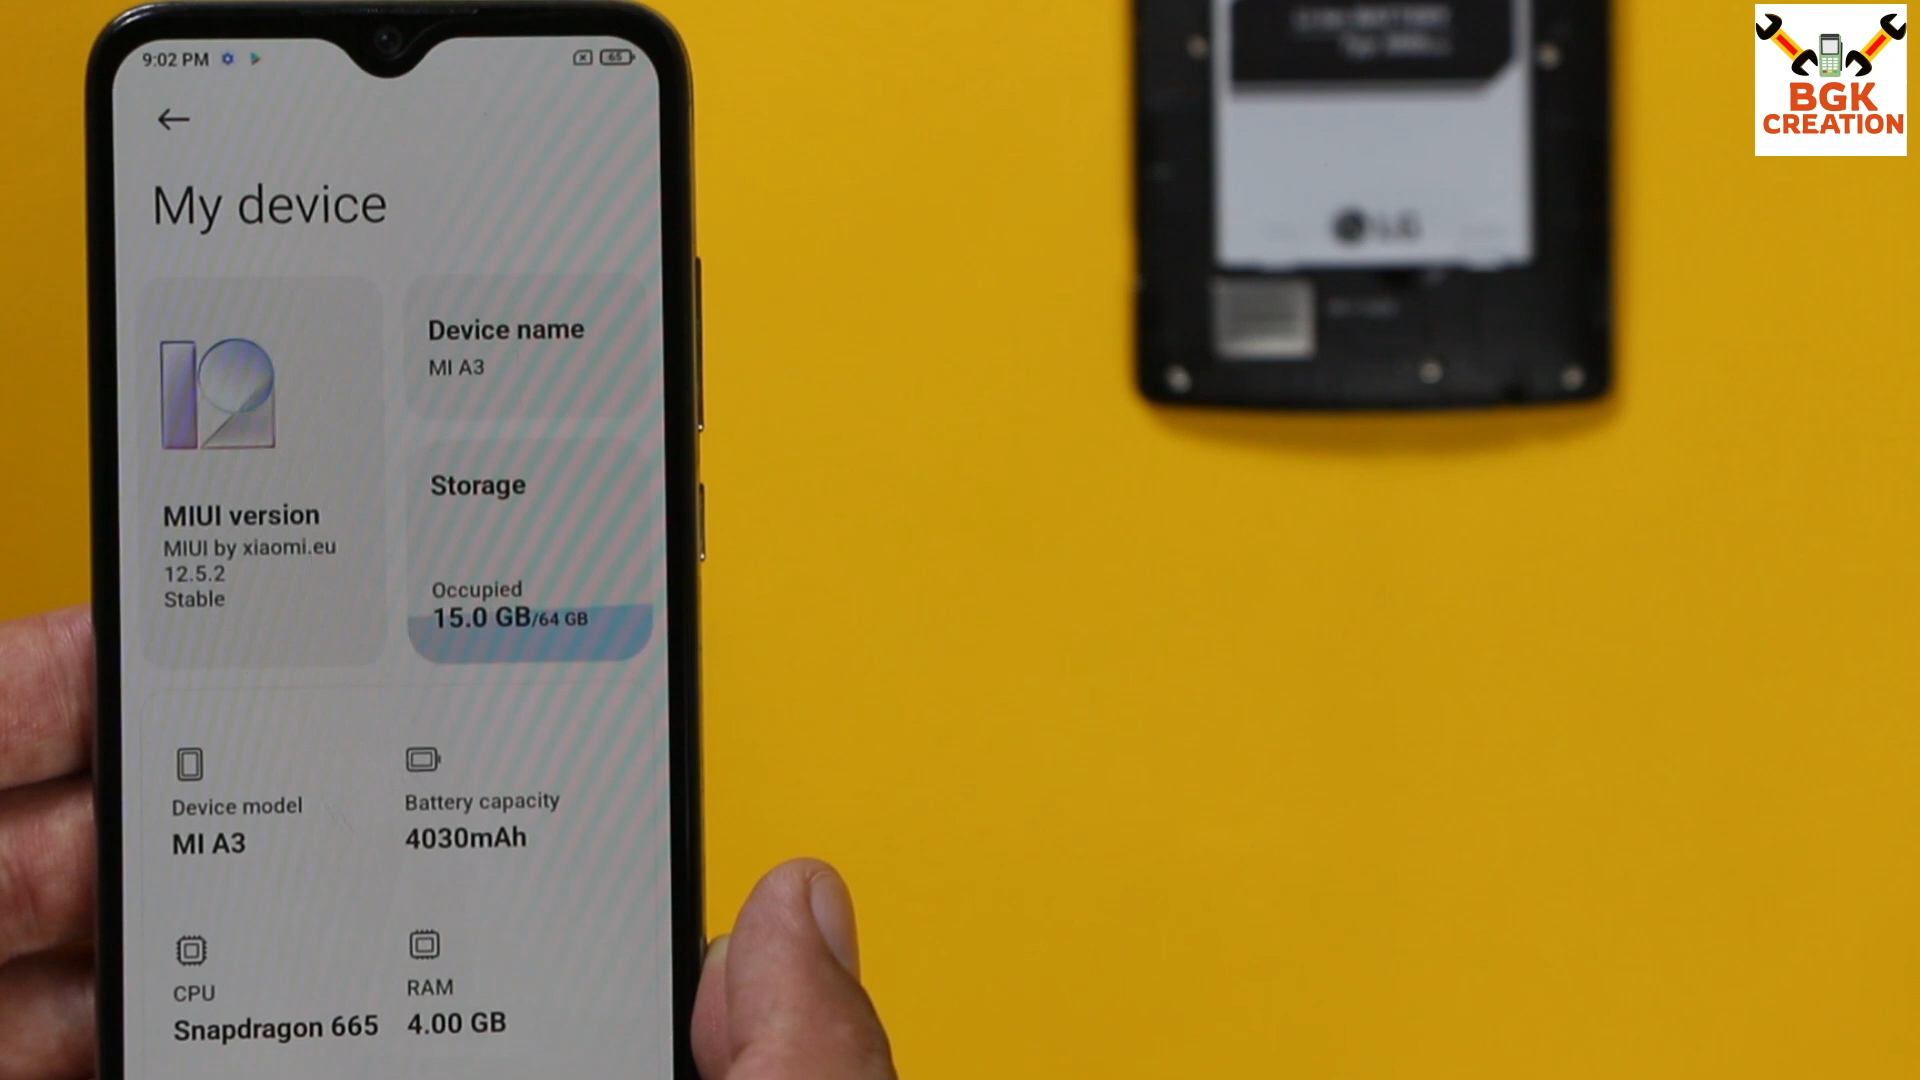 9:02 PM
65
My device
Device name
MI A3
MIUI version
MIUI by xiaomi.eu
12.5.2
Stable
Storage
Occupied
15.0 GB/64 GB
Device model
MI A3
Battery capacity
4030mAh
CPU
Snapdragon 665
RAM
4.00 GB
LG
BGK
CREATION